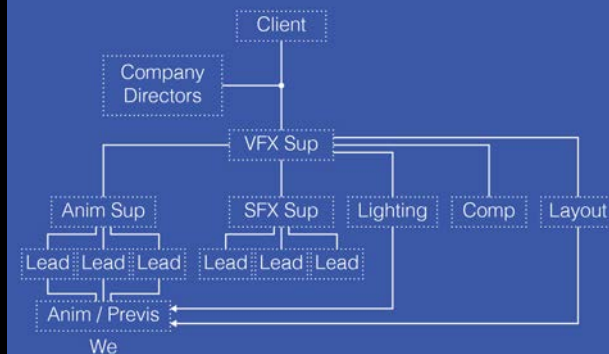 Client
Company
Directors
VFX Sup
Anim Sup
SFX Sup
Lighting
Comp
Layout
Lead
Lead
Lead
Lead
Lead
Lead
Anim / Previs
We